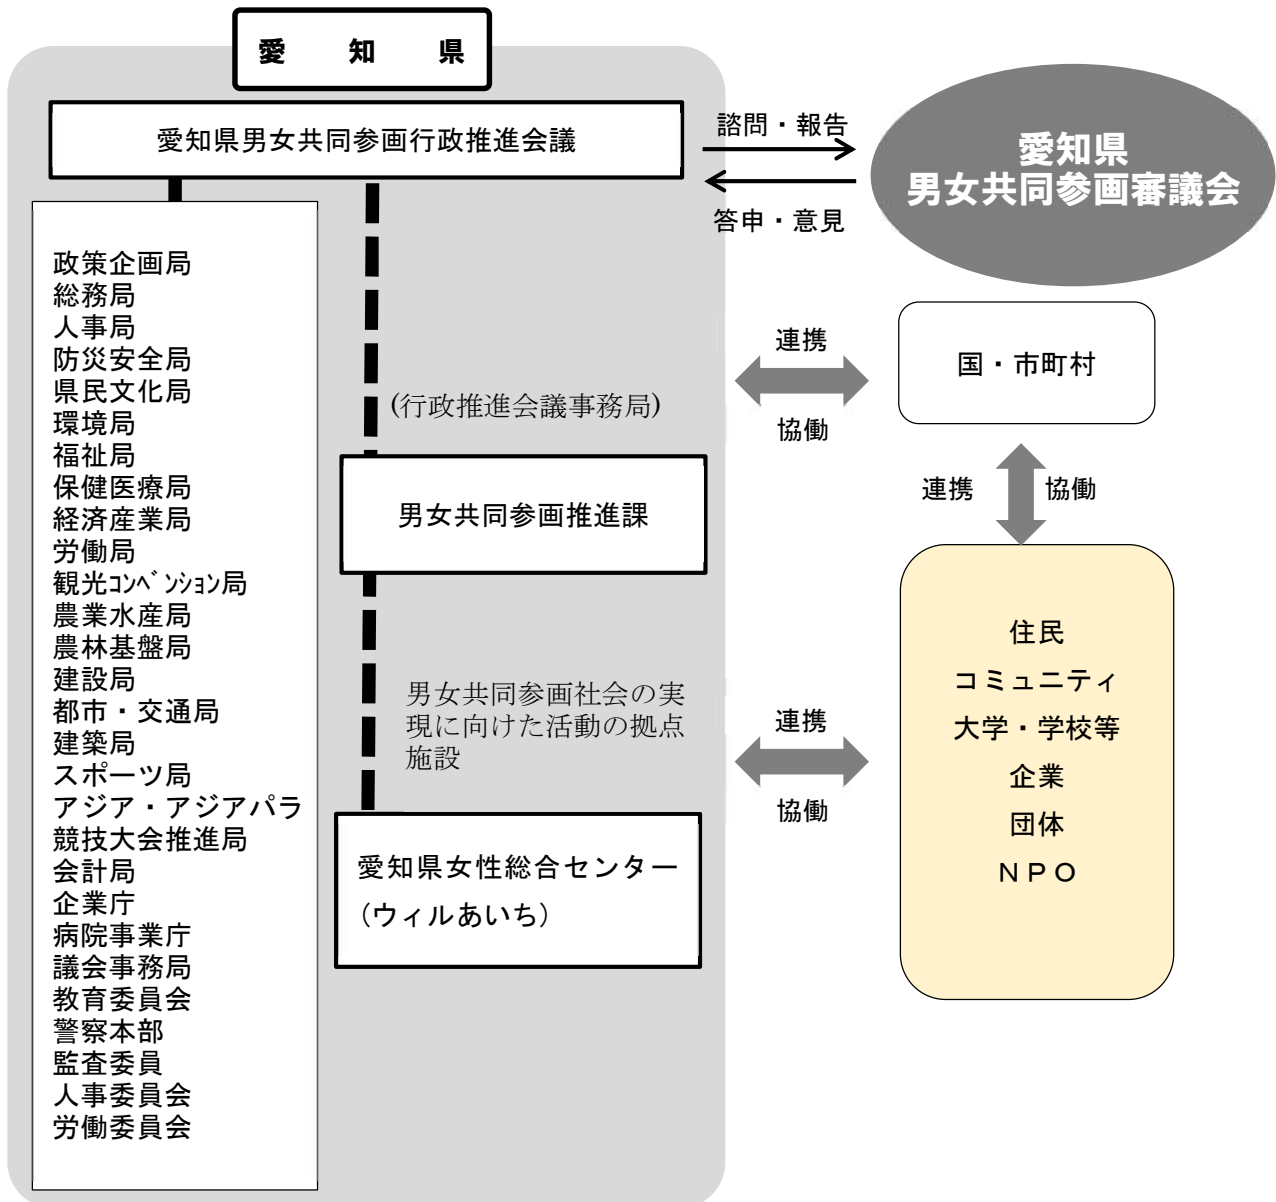 愛　知　県
愛知県男女共同参画行政推進会議
諮問・報告
答申・意見
愛知県
男女共同参画審議会
政策企画局
総務局
人事局
防災安全局
県民文化局
環境局
福祉局
保健医療局
経済産業局
労働局
観光ｺﾝﾍﾞﾝｼｮﾝ局
農業水産局
農林基盤局
建設局
都市・交通局
建築局
スポーツ局
アジア・アジアパラ
競技大会推進局
会計局
企業庁
病院事業庁
議会事務局
教育委員会
警察本部
監査委員
人事委員会
労働委員会
(行政推進会議事務局)
男女共同参画推進課
男女共同参画社会の実
現に向けた活動の拠点
施設
愛知県女性総合センター
（ウィルあいち）
連携
協働
国・市町村
連携
協働
連携
協働
住民
コミュニティ
大学・学校等
企業
団体
ＮＰＯ